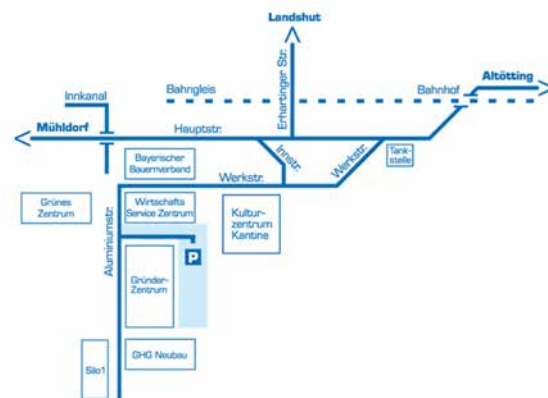 Landshut
Erhartinger Str.
Bahngleis
Bahnhof
Altötting
Innkanal
Mühldorf
Hauptstr.
Innstr.
Werkstr.
Tank-
stelle
Bayerischer
Bauernverband
Werkstr.
Grünes
Zentrum
Wirtschafts
Service Zentrum
Kultur-
zentrum
Kantine
Aluminiumstr.
P
Gründer-
Zentrum
GHG Neubau
Silo1